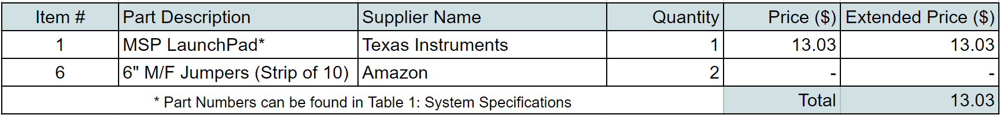 Item # Part Description Supplier Name Quantity Price ($) Extended Price ($)
1 MSP LaunchPad* Texas Instruments 1 13.03 13.03
6 6" M/F Jumpers (Strip of 10) Amazon 2 - -
* Part Numbers can be found in Table 1: System Specifications Total 13.03